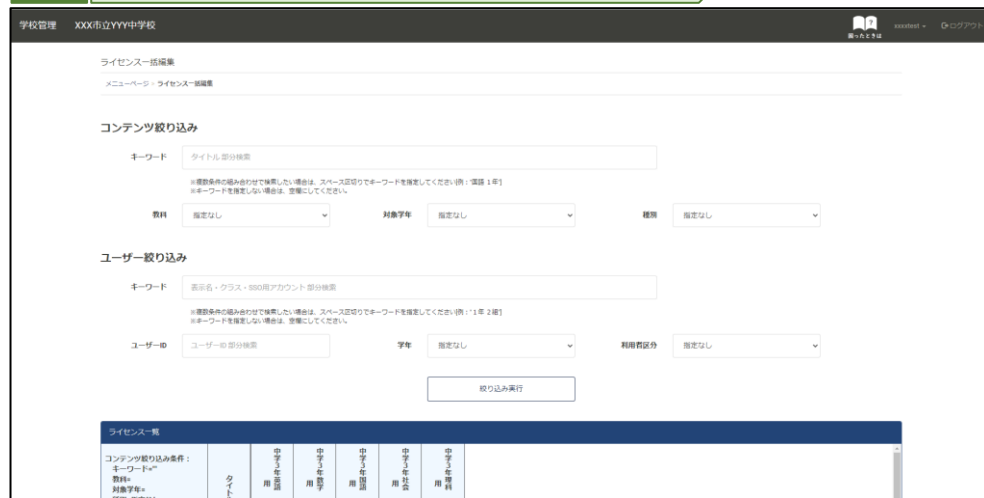 学校管理 XXX市立YYY中学校
困ったときは
xxxxtest
ログアウト
ライセンス一括編集
メニューページ > ライセンス一括編集
コンテンツ絞り込み
キーワード タイトル 部分検索
※複数条件の組み合わせで検索したい場合は、スペース区切りでキーワードを指定してください[例：'国語 1年']
※キーワードを指定しない場合は、空欄にしてください。
教科 指定なし 対象学年 指定なし 種別 指定なし
ユーザー絞り込み
キーワード 表示名・クラス・SSO用アカウント 部分検索
※複数条件の組み合わせで検索したい場合は、スペース区切りでキーワードを指定してください[例：'1年 2組']
※キーワードを指定しない場合は、空欄にしてください。
ユーザーID ユーザーID 部分検索 学年 指定なし 利用者区分 指定なし
絞り込み実行
ライセンス一覧
コンテンツ絞り込み条件：
キーワード=""
教科=
対象学年=
タイト
中学3年英語用
中学3年数学用
中学3年国語用
中学3年社会用
中学3年理科用